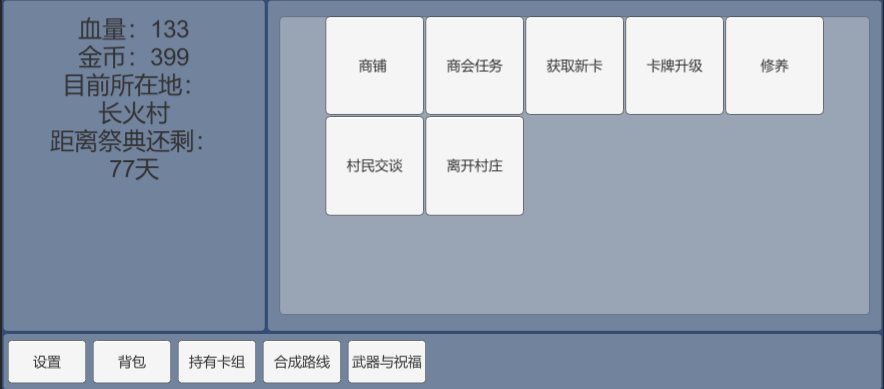 血量：133
金币：399
目前所在地：
长火村
距离祭典还剩：
77天
商铺
商会任务
获取新卡
卡牌升级
修养
村民交谈
离开村庄
设置
背包
持有卡组
合成路线
武器与祝福